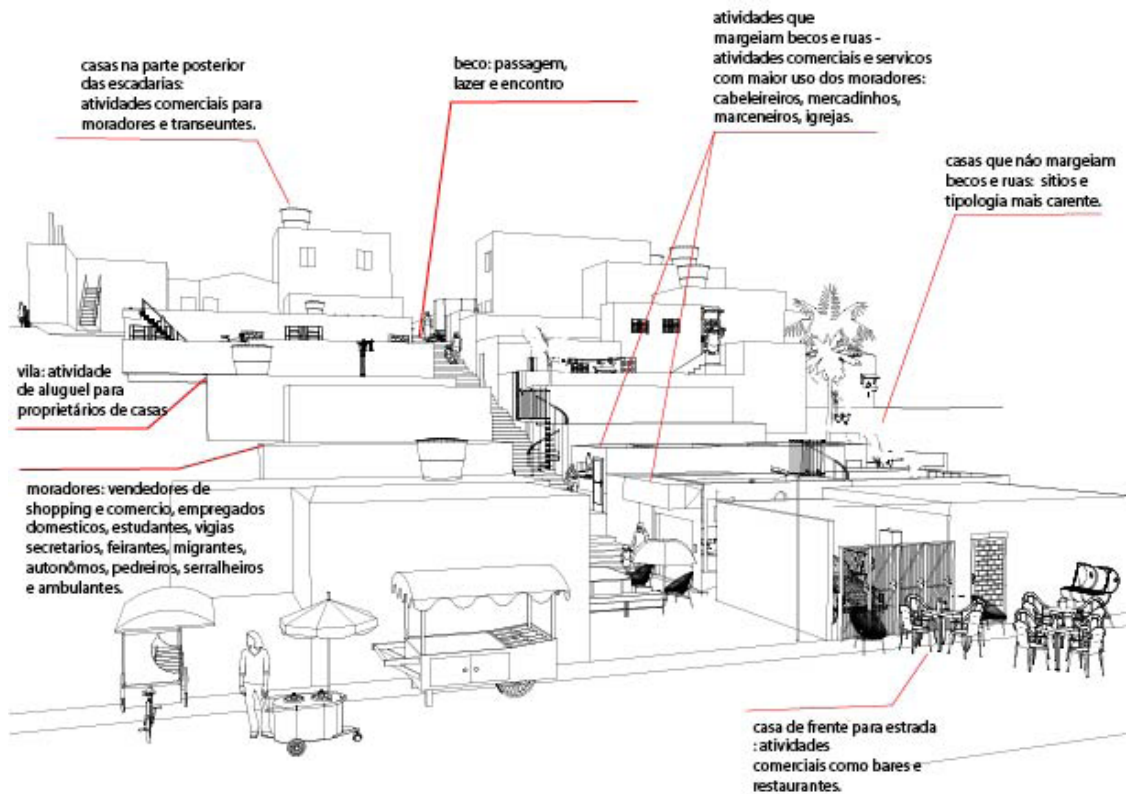 casas na parte posterior
das escadarias:
atividades comerciais para
moradores e transeuntes.
beco: passagem,
lazer e encontro
atividades que
margeiam becos e ruas -
atividades comerciais e servicos
com maior uso dos moradores:
cabeleireiros, mercadinhos,
marceneiros, igrejas.
casas que não margeiam
becos e ruas: sítios e
tipologia mais carente.
vila: atividade
de aluguel para
proprietários de casas
moradores: vendedores de
shopping e comercio, empregados
domesticos, estudantes, vigias
secretarios, feirantes, migrantes,
autonômos, pedreiros, serralheiros
e ambulantes.
casa de frente para estrada
: atividades
comerciais como bares e
restaurantes.